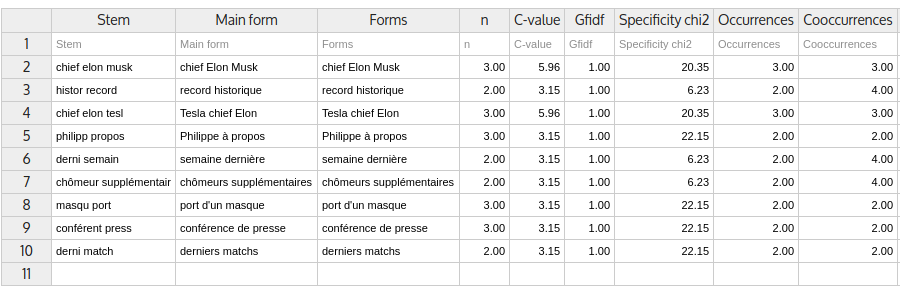 Stem Main form Forms n C-value Gfidf Specificity chi2 Occurrences Cooccurrences
1 Stem Main form Forms n C-value Gfidf Specificity chi2 Occurrences Cooccurrences
2 chief elon musk chief Elon Musk chief Elon Musk 3.00 5.96 1.00 20.35 3.00 3.00
3 histor record record historique record historique 2.00 3.15 1.00 6.23 2.00 4.00
4 chief elon tesl Tesla chief Elon Tesla chief Elon 3.00 5.96 1.00 20.35 3.00 3.00
5 philipp propos Philippe à propos Philippe à propos 3.00 3.15 1.00 22.15 2.00 2.00
6 derni semain semaine dernière semaine dernière 2.00 3.15 1.00 6.23 2.00 4.00
7 chômeur supplémentair chômeurs supplémentaires chômeurs supplémentaires 2.00 3.15 1.00 6.23 2.00 4.00
8 masqu port port d'un masque port d'un masque 3.00 3.15 1.00 22.15 2.00 2.00
9 conférent press conférence de presse conférence de presse 3.00 3.15 1.00 22.15 2.00 2.00
10 derni match derniers matchs derniers matchs 2.00 3.15 1.00 22.15 2.00 2.00
11